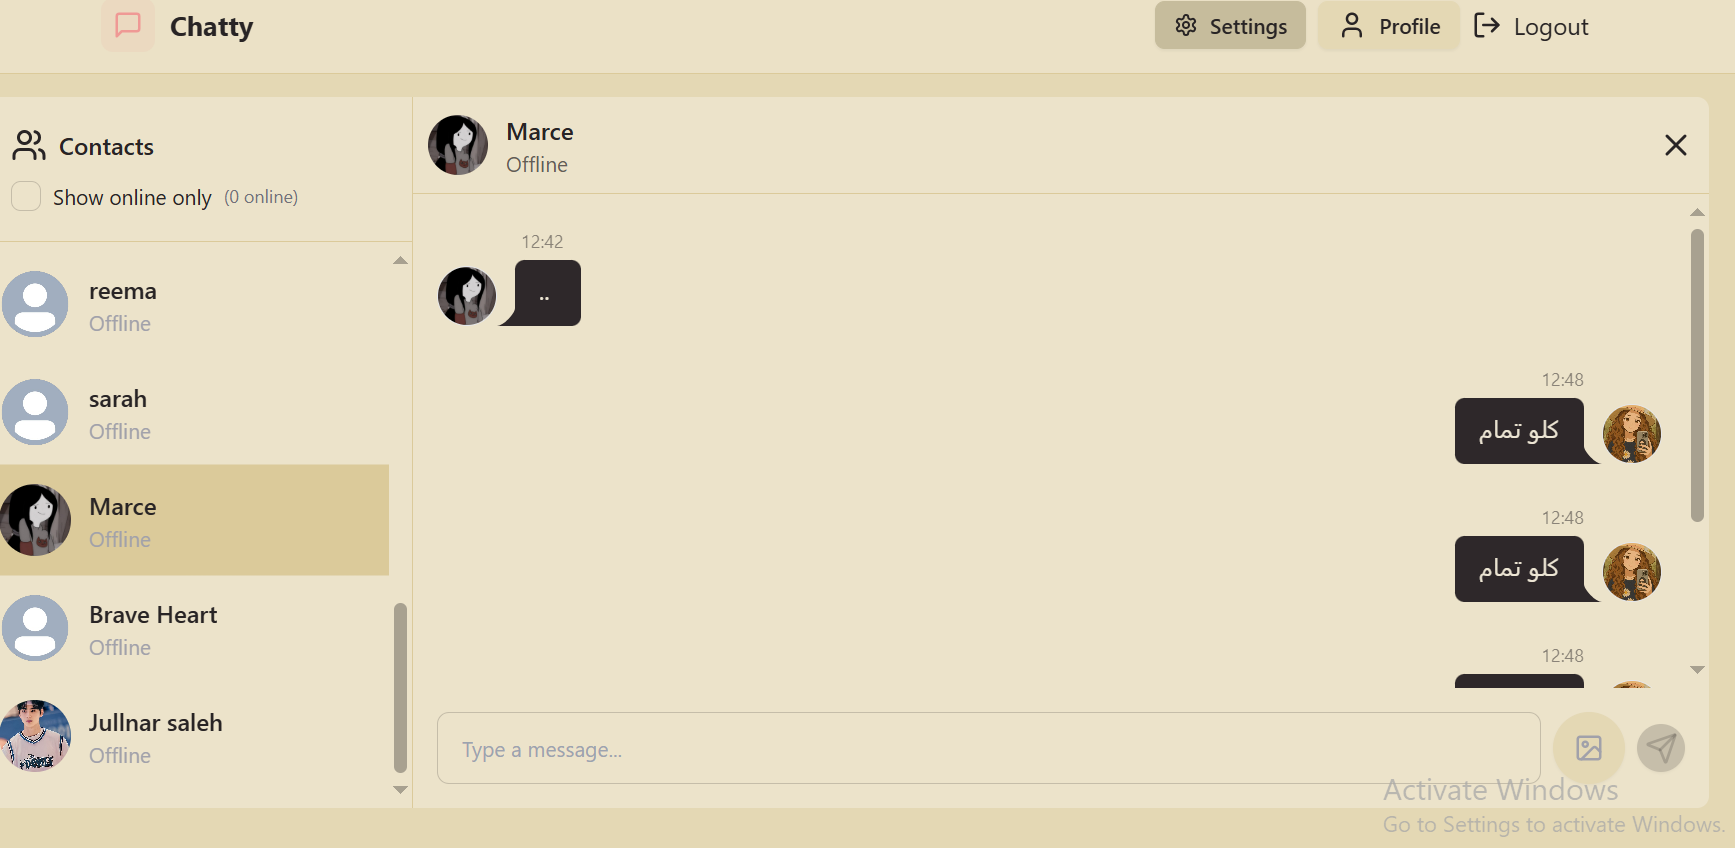 Chatty
Settings
Profile
Logout
Contacts
Show online only (0 online)
reema
Offline
sarah
Offline
Marce
Offline
Brave Heart
Offline
Jullnar saleh
Offline
Marce
Offline
12:42
..
12:48
كلو تمام
12:48
كلو تمام
12:48
Type a message...
Activate Windows
Go to Settings to activate Windows.